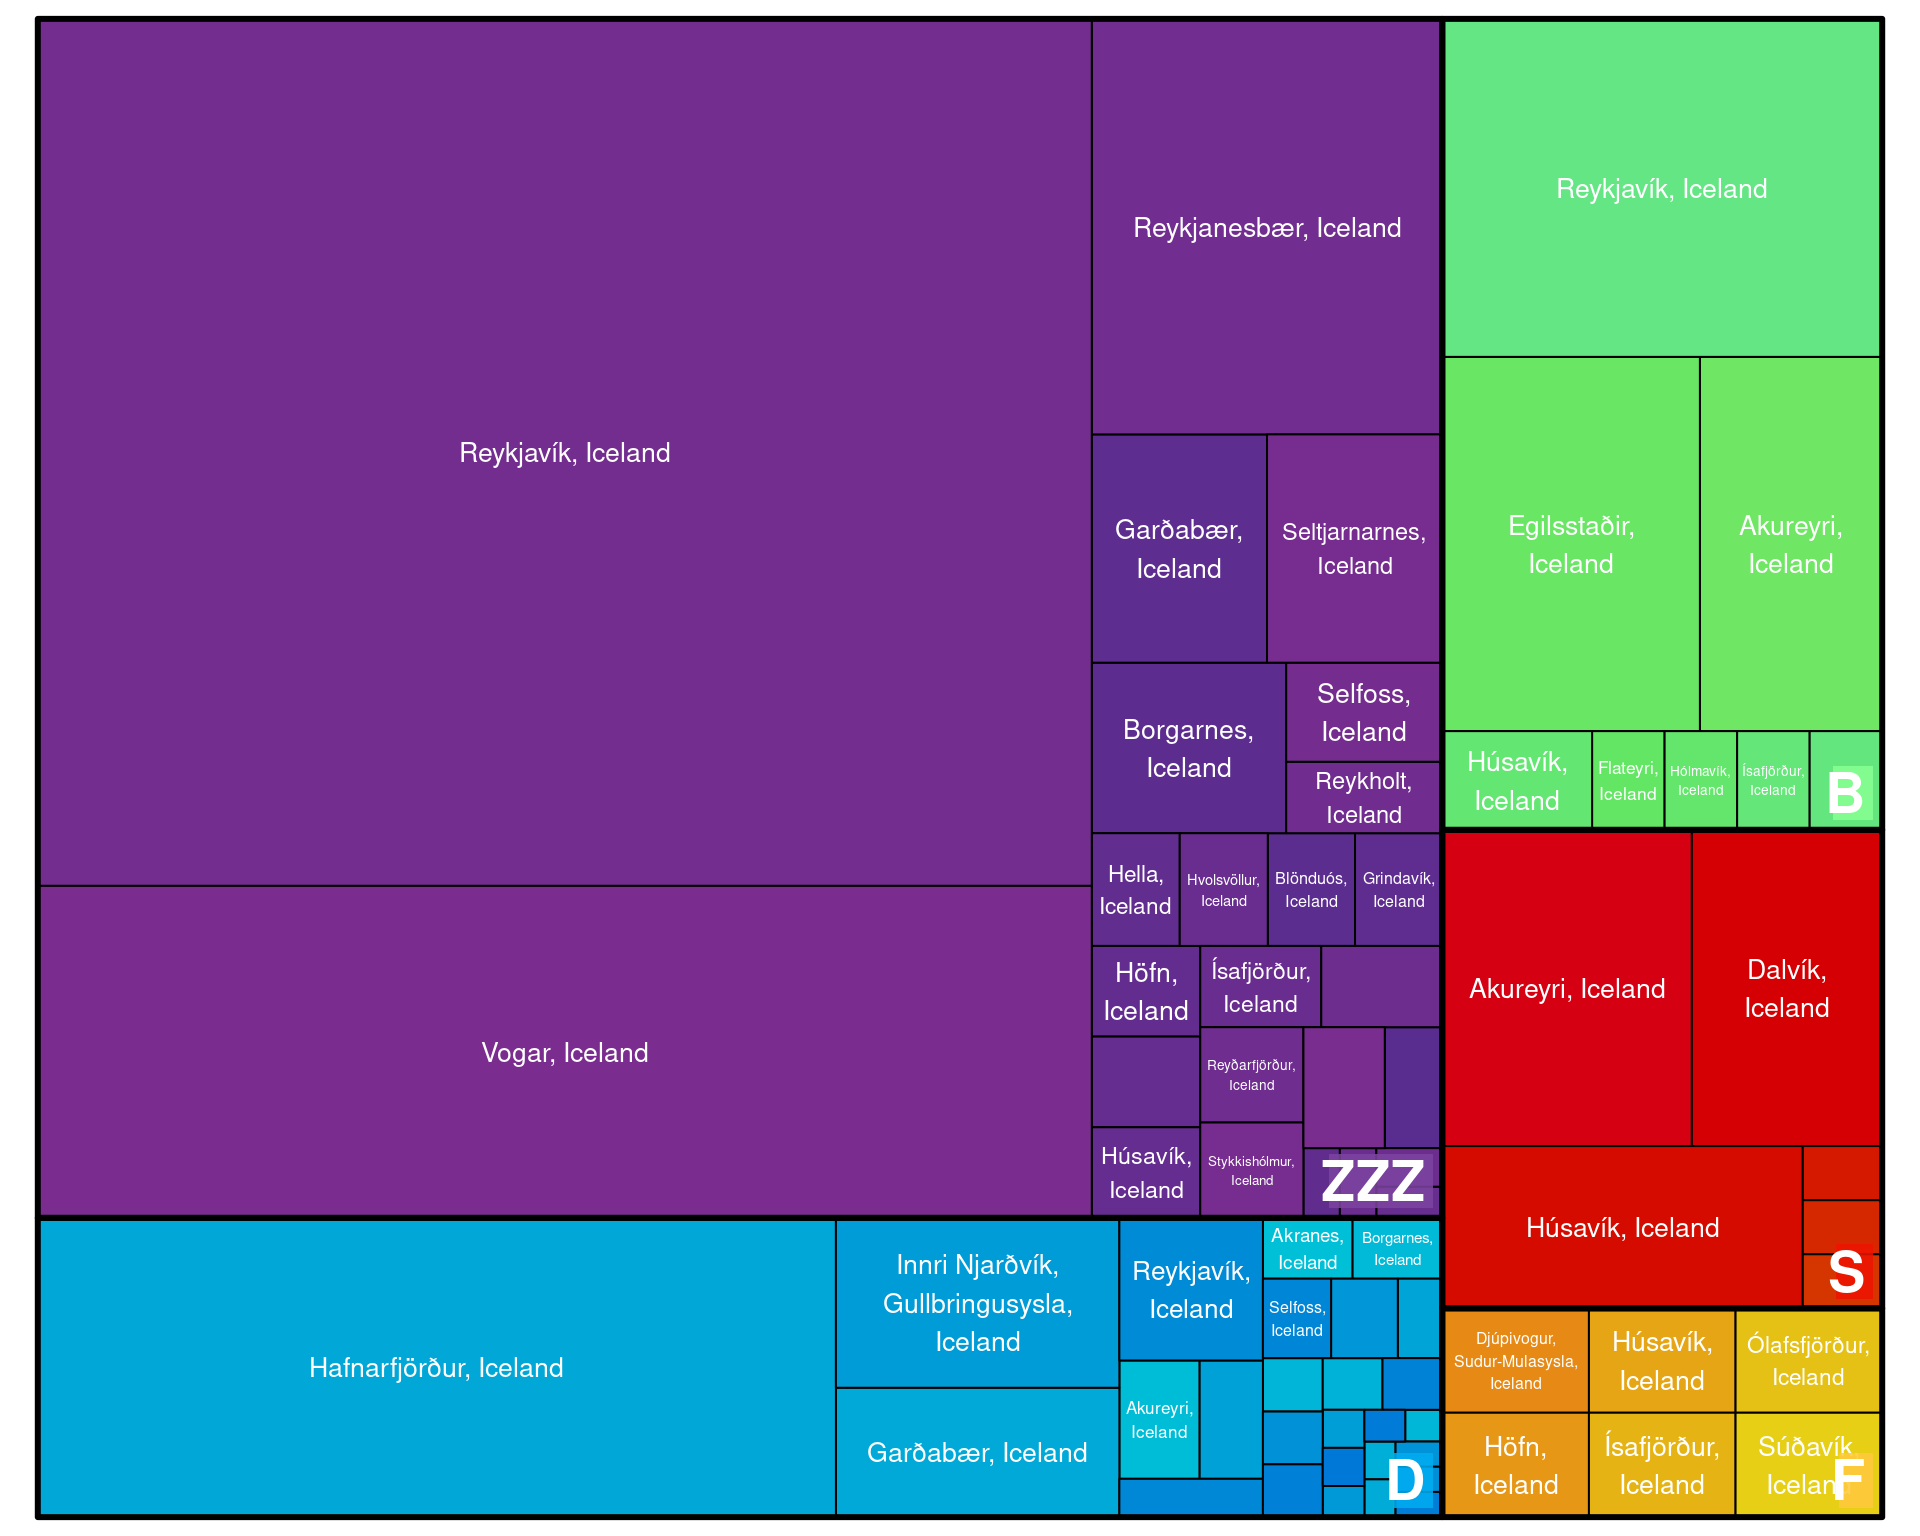 Reykjavík, Iceland
Vogar, Iceland
Reykjanesbær, Iceland
Garðabær,
Iceland
Seltjarnarnes,
Iceland
Borgarnes,
Iceland
Selfoss,
Iceland
Reykholt,
Iceland
Hella,
Iceland
Hvolsvöllur,
Iceland
Blönduós,
Iceland
Grindavík,
Iceland
Höfn,
Iceland
Ísafjörður,
Iceland
Reyðarfjörður,
Iceland
Húsavík,
Iceland
Stykkishólmur,
Iceland
ZZZ
Hafnarfjörður, Iceland
Innri Njarðvík,
Gullbringusysla,
Iceland
Garðabær, Iceland
Reykjavík,
Iceland
Akureyri,
Iceland
Akranes,
Iceland
Borgarnes,
Iceland
Selfoss,
Iceland
D
Reykjavík, Iceland
Egilsstaðir,
Iceland
Akureyri,
Iceland
Húsavík,
Iceland
Flateyri,
Iceland
Hólmavík,
Iceland
Ísafjörður,
Iceland
B
Akureyri, Iceland
Dalvík,
Iceland
Húsavík, Iceland
S
Djúpivogur,
Sudur-Mulasysla,
Iceland
Húsavík,
Iceland
Ólafsfjörður,
Iceland
Höfn,
Iceland
Ísafjörður,
Iceland
Súðavík,
Iceland
F